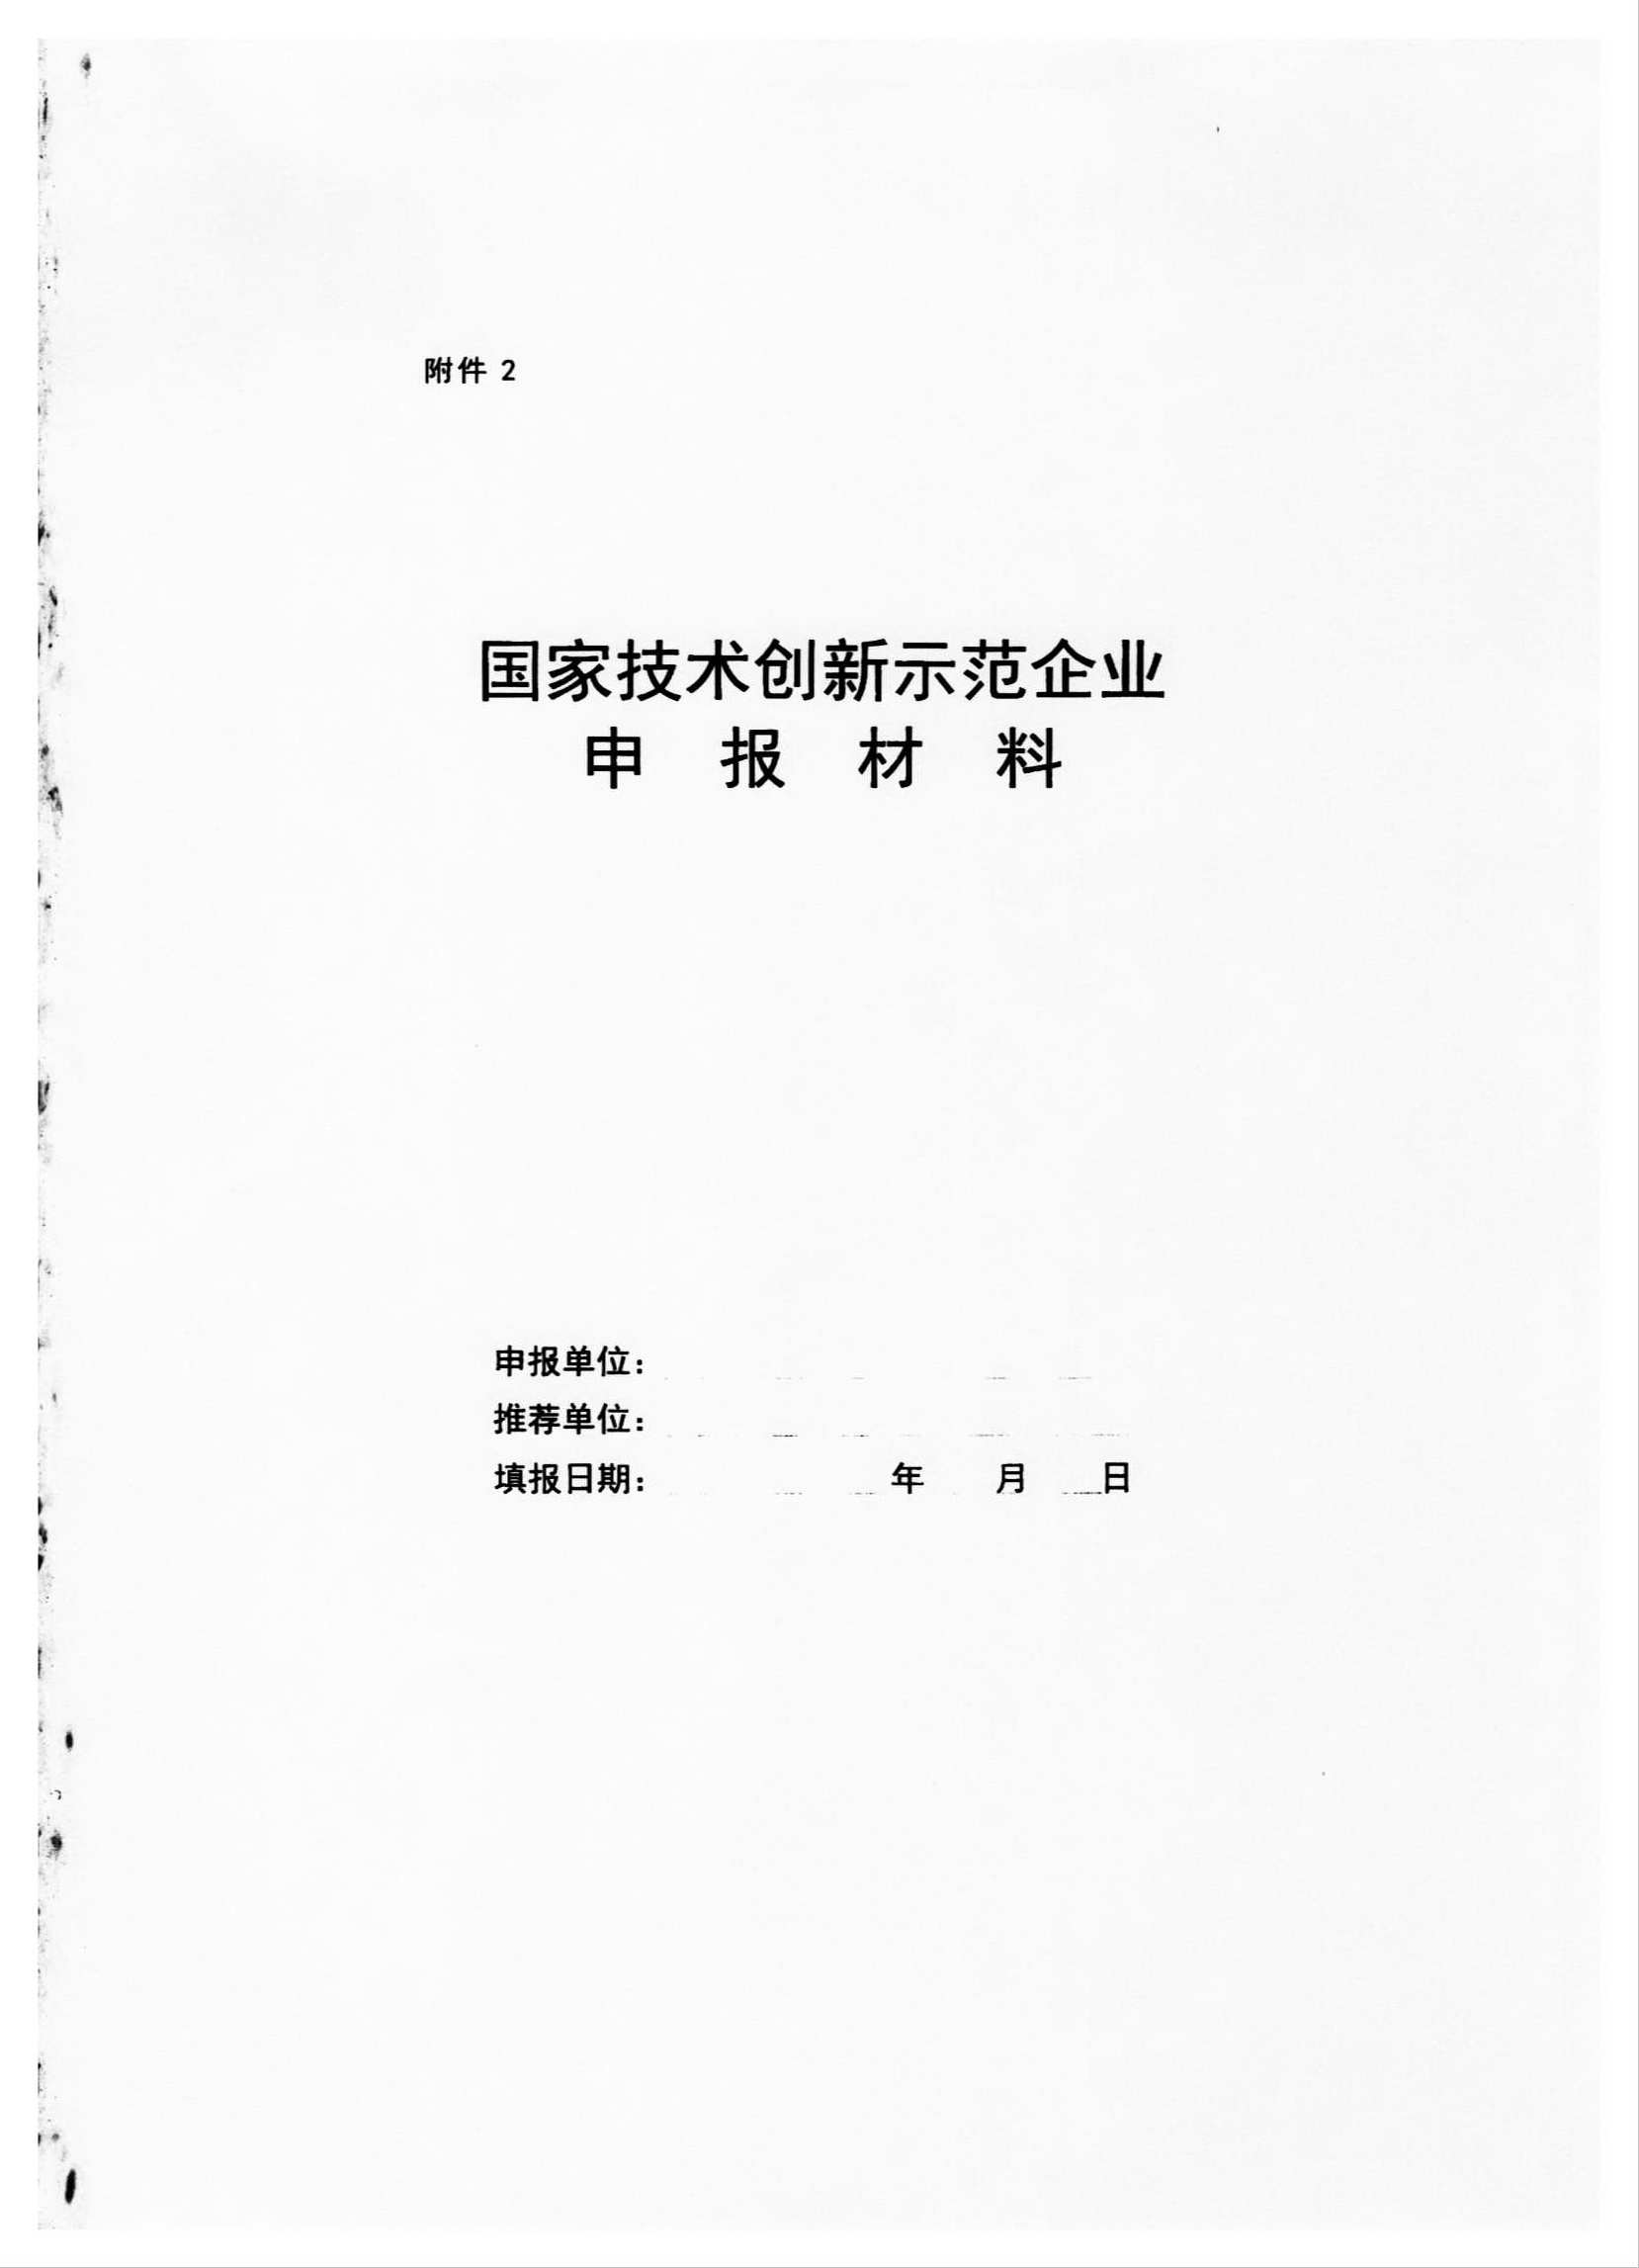 附件 2
国家技术创新示范企业
申 报 材 料
申报单位：
推荐单位：
填报日期： 年 月 日